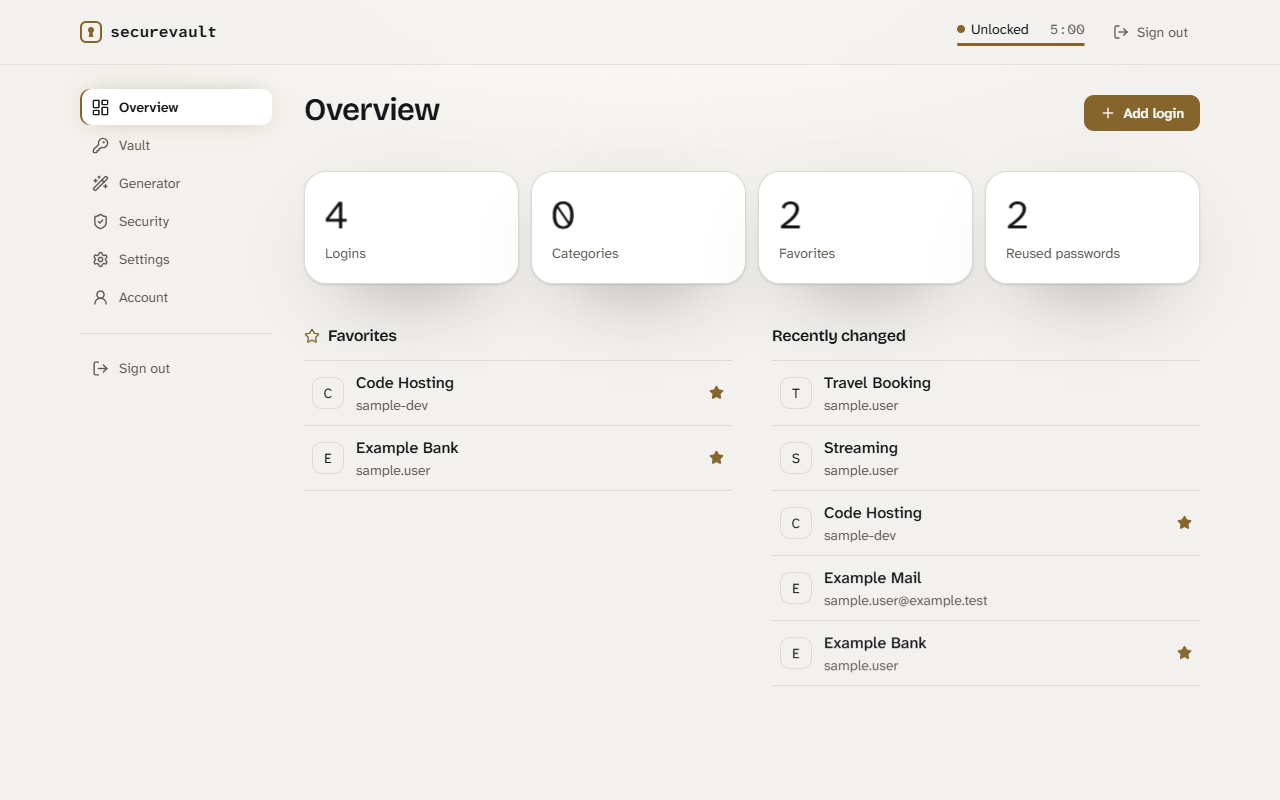 securevault
Unlocked 5:00
Sign out
Overview
Vault
Generator
Security
Settings
Account
Sign out
Overview
Add login
4
Logins
0
Categories
2
Favorites
2
Reused passwords
Favorites
C
Code Hosting
sample-dev
E
Example Bank
sample.user
Recently changed
T
Travel Booking
sample.user
S
Streaming
sample.user
C
Code Hosting
sample-dev
E
Example Mail
sample.user@example.test
E
Example Bank
sample.user